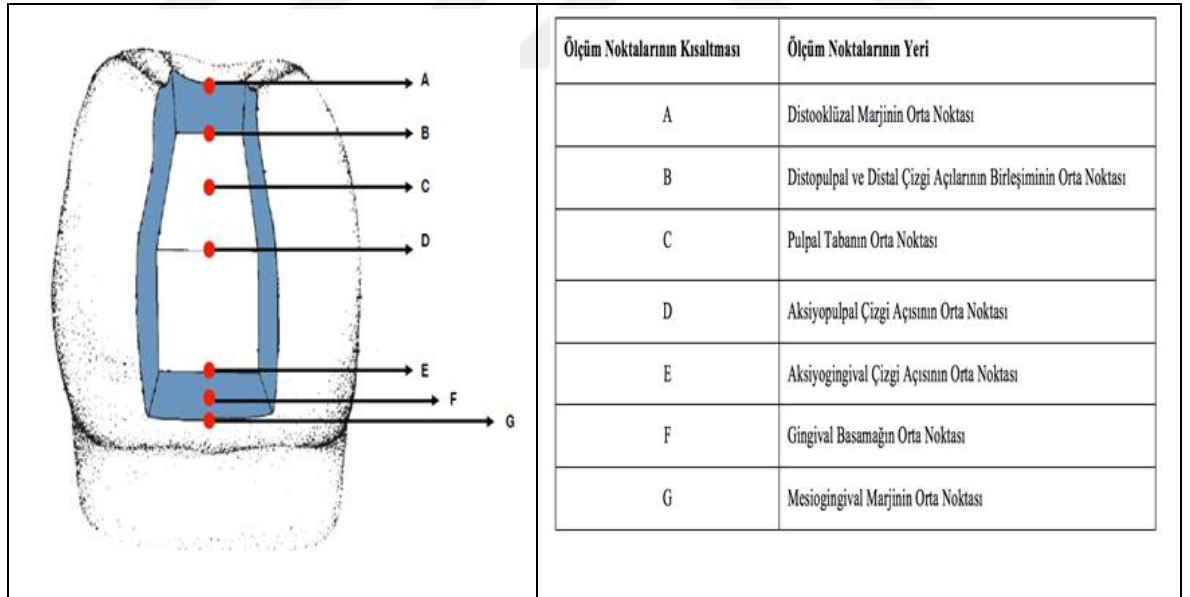 A
B
C
D
E
F
G
Ölçüm Noktalarının Kısaltması
Ölçüm Noktalarının Yeri
A
Distooklüzal Marjinin Orta Noktası
B
Distopulpal ve Distal Çizgi Açılarının Birleşiminin Orta Noktası
C
Pulpal Tabanın Orta Noktası
D
Aksiyopulpal Çizgi Açısının Orta Noktası
E
Aksiyogingival Çizgi Açısının Orta Noktası
F
Gingival Basamağın Orta Noktası
G
Mesiogingival Marjinin Orta Noktası